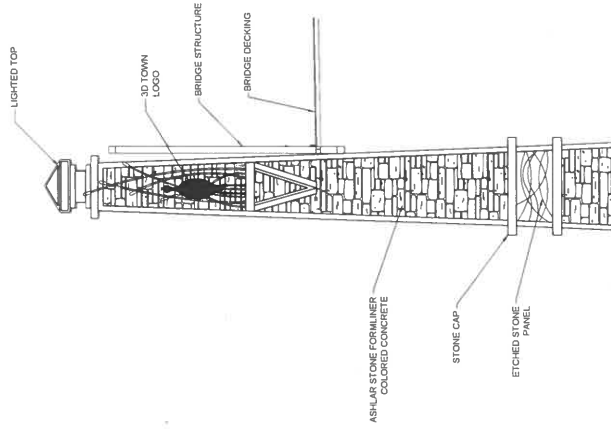 LIGHTED TOP
3D TOWN
LOGO
BRIDGE STRUCTURE
BRIDGE DECKING
ASHLAR STONE FORMLINER
COLORED CONCRETE
STONE CAP
ETCHED STONE
PANEL